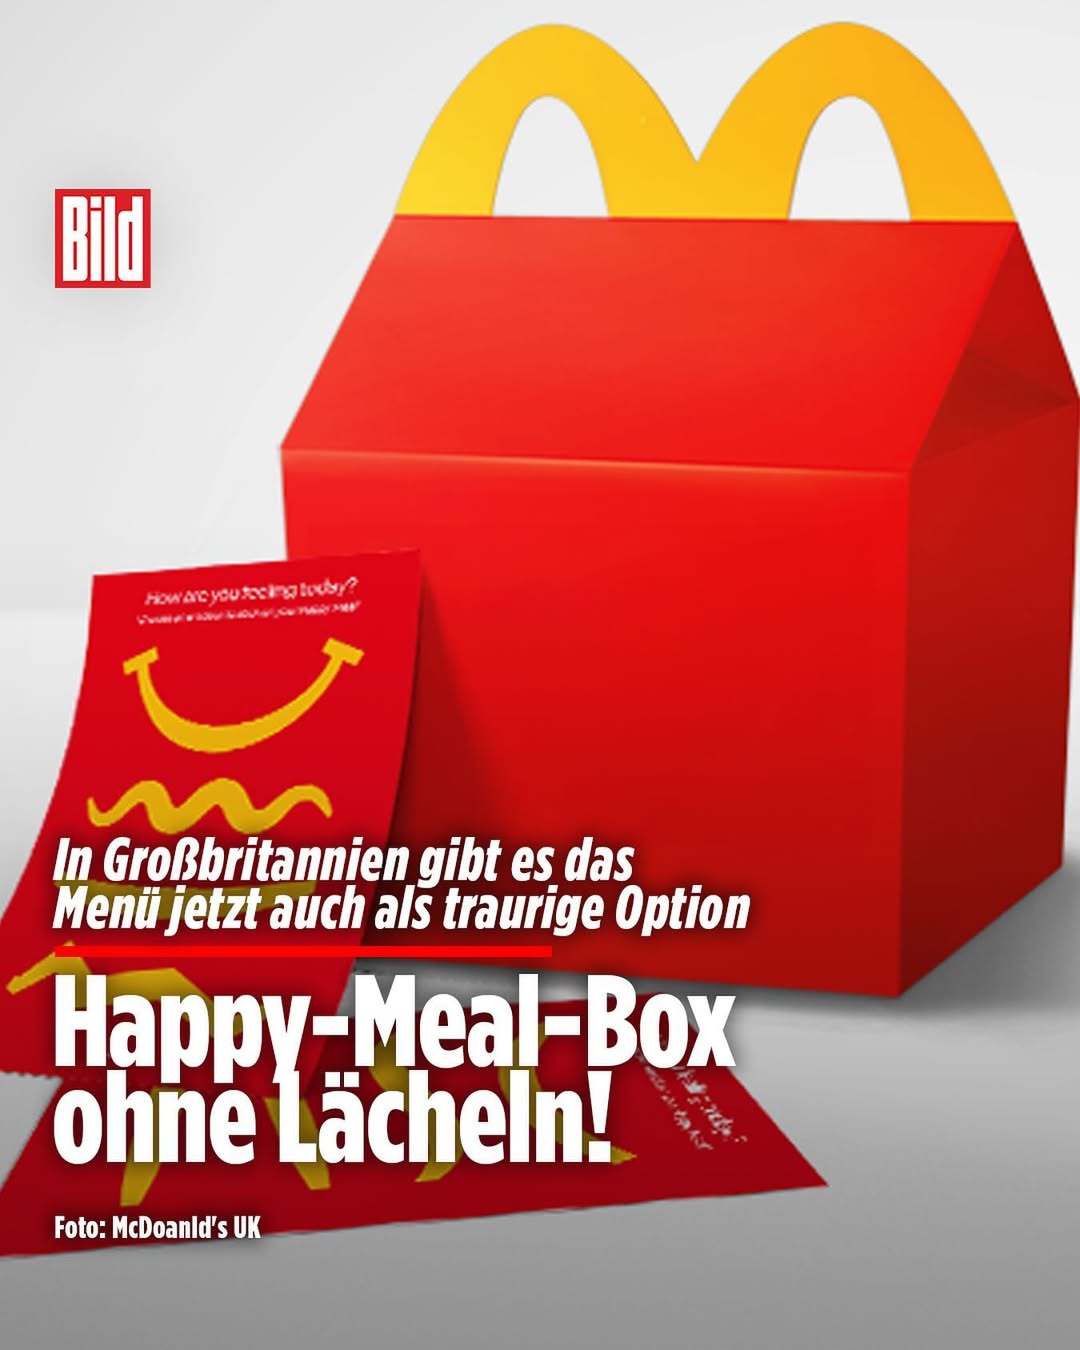 Bild
How are you feeling today?
In Großbritannien gibt es das
Menü jetzt auch als traurige Option
Happy-Meal-Box
ohne Lächeln!
Foto: McDoanld's UK